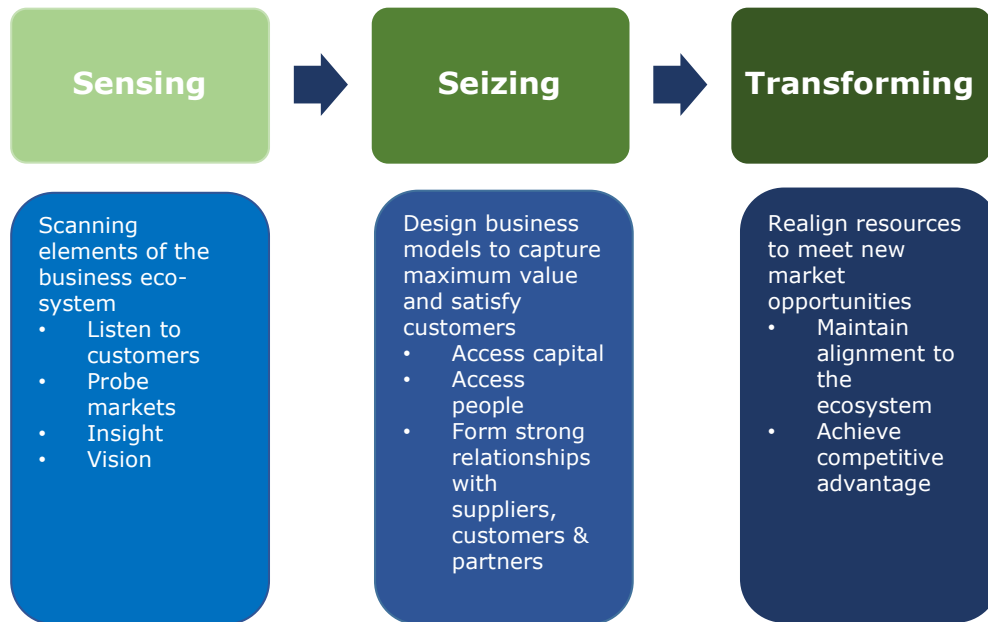 Sensing
Seizing
Transforming
Scanning
elements of the
business eco-
system
• Listen to
customers
• Probe
markets
• Insight
• Vision
Design business
models to capture
maximum value
and satisfy
customers
• Access capital
• Access
people
• Form strong
relationships
with
suppliers,
customers &
partners
Realign resources
to meet new
market
opportunities
• Maintain
alignment to
the
ecosystem
• Achieve
competitive
advantage